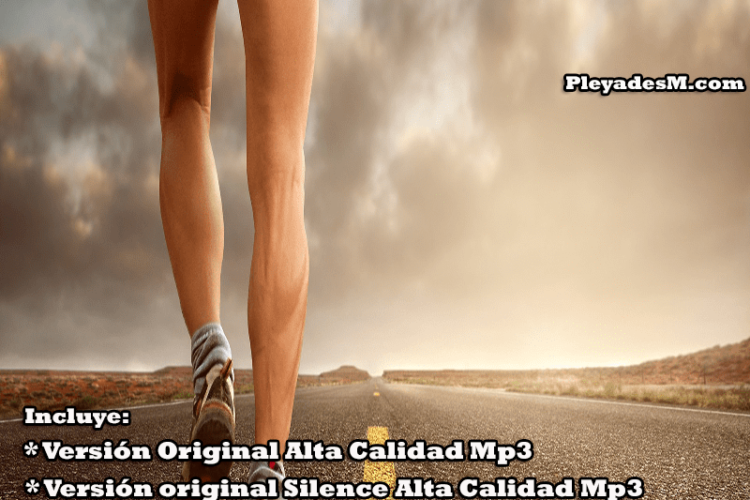 PleyadesM.com
Incluye:
* Versión Original Alta Calidad Mp3
* Versión original Silence Alta Calidad Mp3